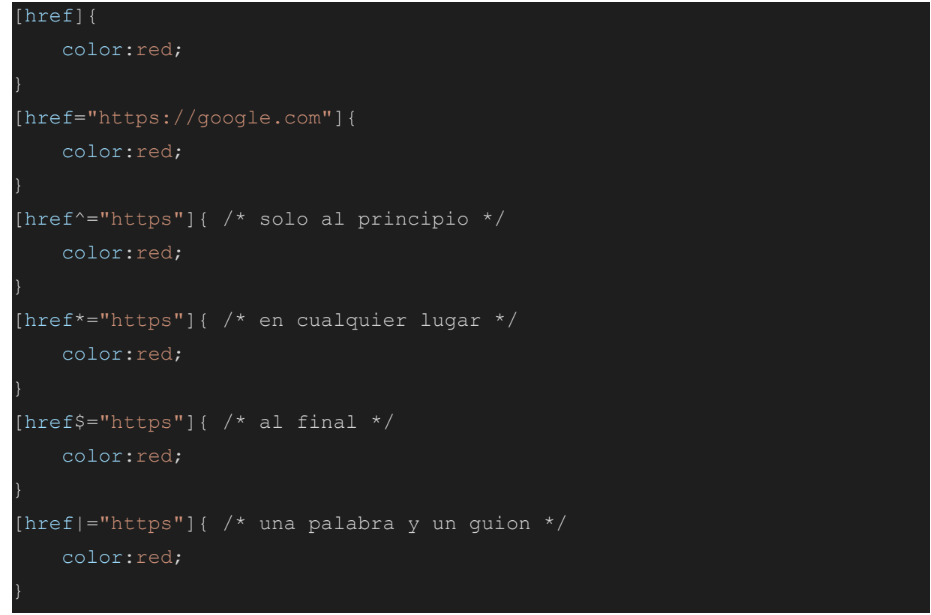 [href]{
    color:red;
}
[href="https://google.com"]{
    color:red;
}
[href^="https"]{ /* solo al principio */
    color:red;
}
[href*="https"]{ /* en cualquier lugar */
    color:red;
}
[href$="https"]{ /* al final */
    color:red;
}
[href|="https"]{ /* una palabra y un guion */
    color:red;
}